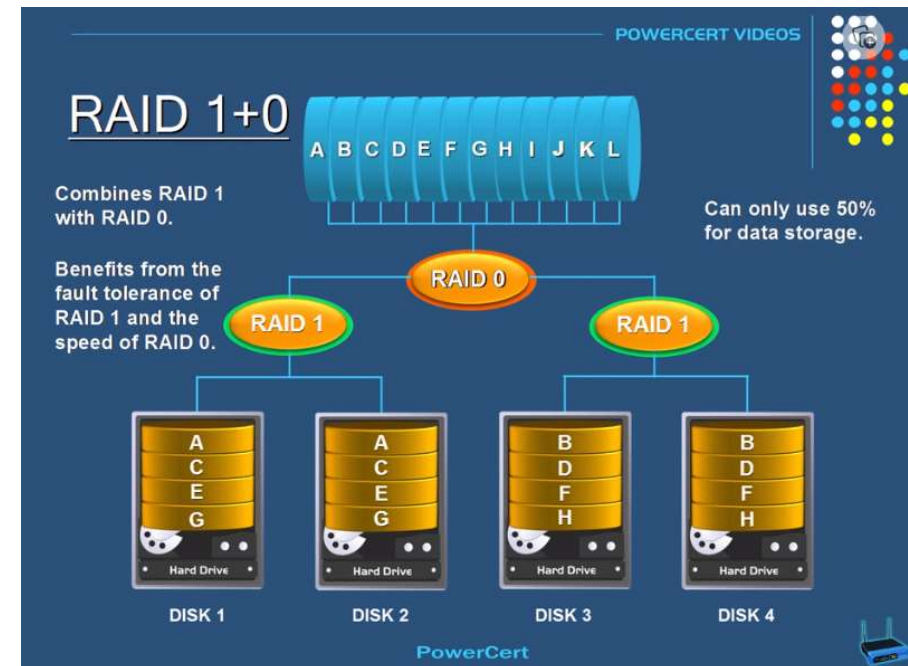 POWERCERT VIDEOS
RAID 1+0
A B C D E F G H I J K L
Combines RAID 1
with RAID 0.
Can only use 50%
for data storage.
Benefits from the
fault tolerance of
RAID 1 and the
speed of RAID 0.
RAID 0
RAID 1
RAID 1
A
C
E
G
Hard Drive
DISK 1
A
C
E
G
Hard Drive
DISK 2
B
D
F
H
Hard Drive
DISK 3
B
D
F
H
Hard Drive
DISK 4
PowerCert